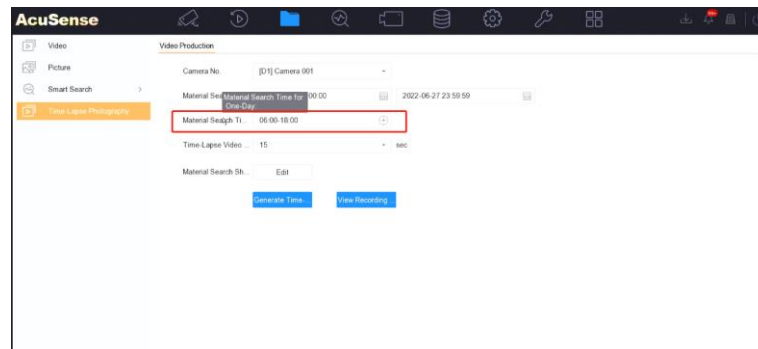 AcuSense
Video
Video Production
Picture
Camera No.
[D1] Camera 001
Smart Search
Material Sea
00:00
2022-06-27 23:59:59
Material Search Time for
One-Day:
Time-Lapse Photography
Material Search Ti...
06:00-18:00
Time-Lapse Video ...
15
sec
Material Search Sh...
Edit
Generate Time-...
View Recording ...